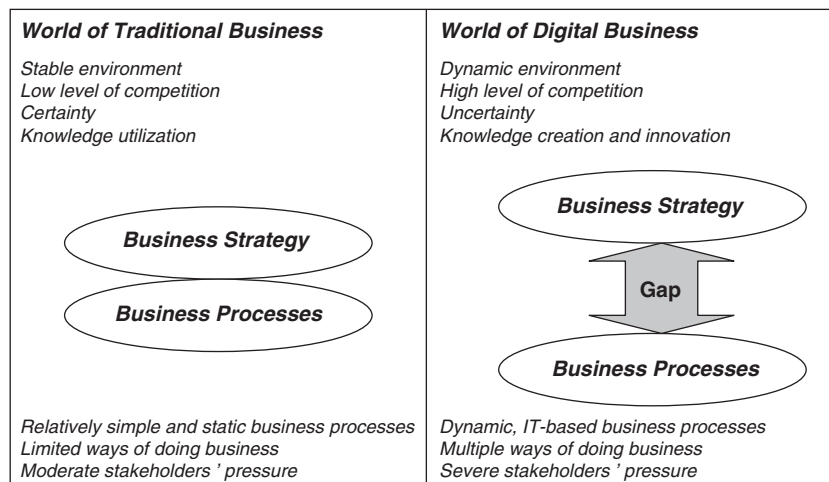 World of Traditional Business
Stable environment
Low level of competition
Certainty
Knowledge utilization
Business Strategy
Business Processes
Relatively simple and static business processes
Limited ways of doing business
Moderate stakeholders ’ pressure
World of Digital Business
Dynamic environment
High level of competition
Uncertainty
Knowledge creation and innovation
Business Strategy
Gap
Business Processes
Dynamic, IT-based business processes
Multiple ways of doing business
Severe stakeholders ’ pressure